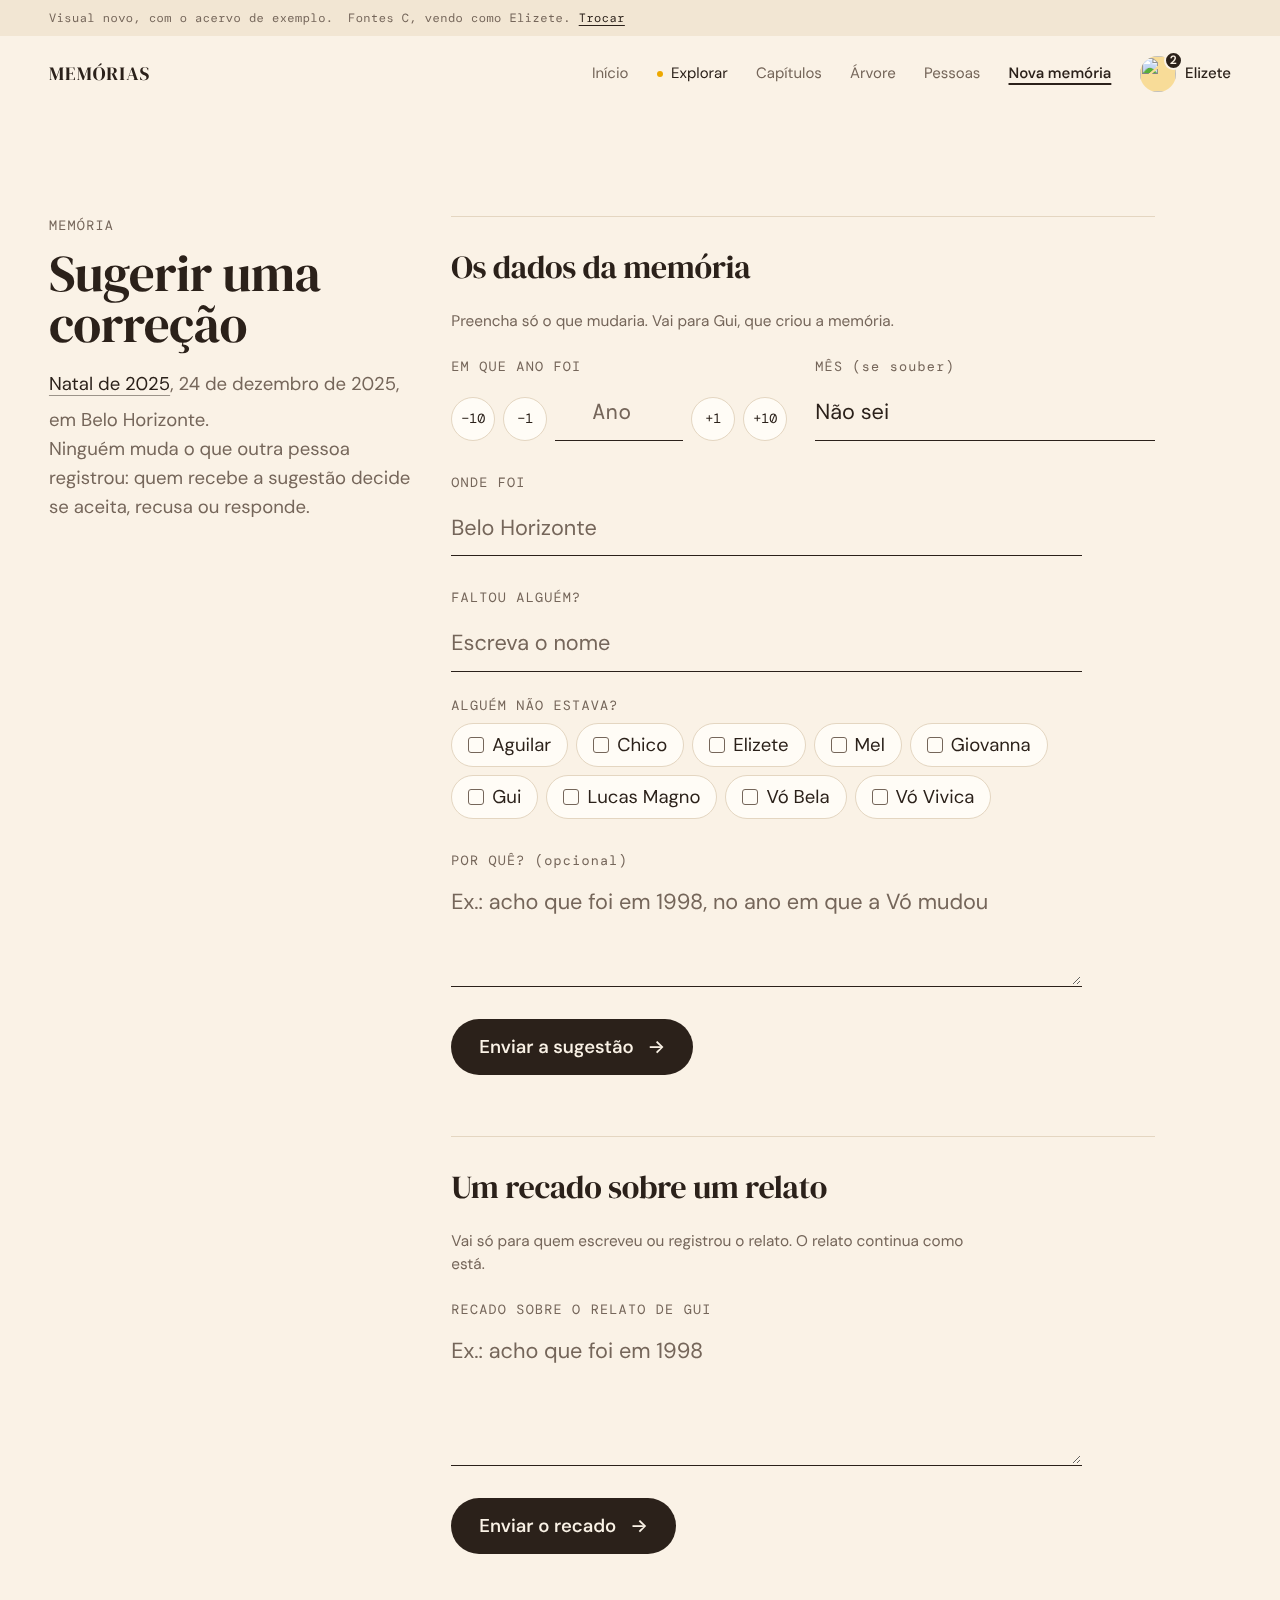 Visual novo, com o acervo de exemplo. Fontes C, vendo como Elizete. Trocar
MEMÓRIAS
Início
Explorar
Capítulos
Árvore
Pessoas
Nova memória
2
Elizete
MEMÓRIA
Sugerir uma
correção
Natal de 2025, 24 de dezembro de 2025,
em Belo Horizonte.
Ninguém muda o que outra pessoa
registrou: quem recebe a sugestão decide
se aceita, recusa ou responde.
Os dados da memória
Preencha só o que mudaria. Vai para Gui, que criou a memória.
EM QUE ANO FOI
MÊS (se souber)
−10
−1
Ano
+1
+10
Não sei
ONDE FOI
Belo Horizonte
FALTOU ALGUÉM?
Escreva o nome
ALGUÉM NÃO ESTAVA?
Aguilar
Chico
Elizete
Mel
Giovanna
Gui
Lucas Magno
Vó Bela
Vó Vivica
POR QUÊ? (opcional)
Ex.: acho que foi em 1998, no ano em que a Vó mudou
Enviar a sugestão →
Um recado sobre um relato
Vai só para quem escreveu ou registrou o relato. O relato continua como
está.
RECADO SOBRE O RELATO DE GUI
Ex.: acho que foi em 1998
Enviar o recado →